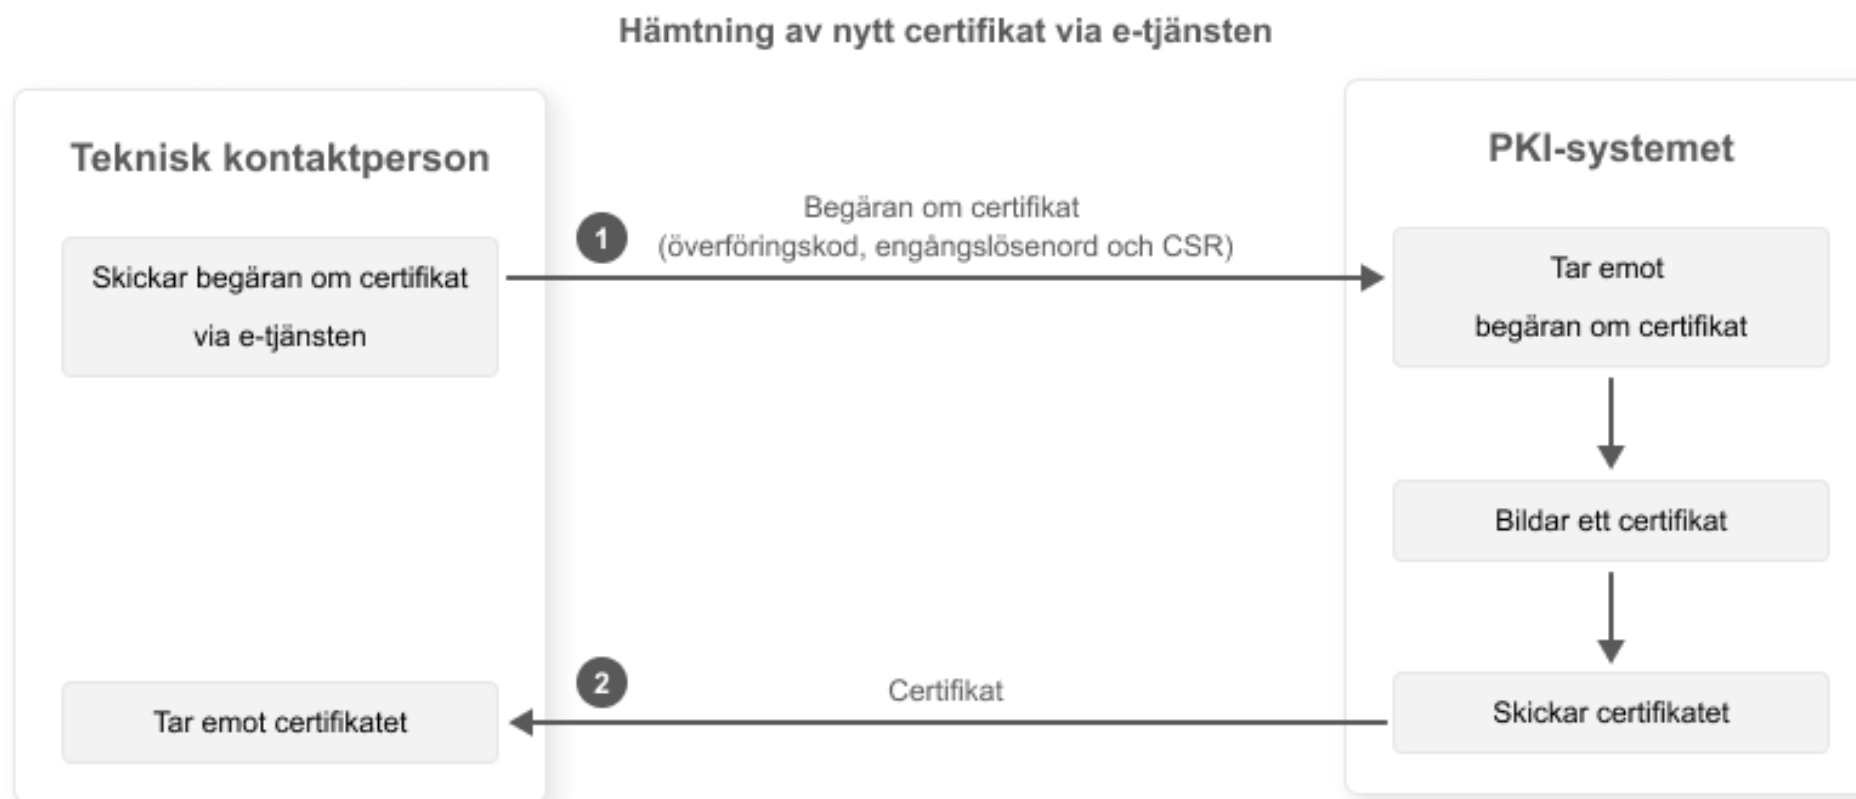 Hämtning av nytt certifikat via e-tjänsten
Teknisk kontaktperson
PKI-systemet
1
Begäran om certifikat
(överföringskod, engångslösenord och CSR)
Skickar begäran om certifikat
via e-tjänsten
Tar emot
begäran om certifikat
Bildar ett certifikat
Skickar certifikatet
2
Certifikat
Tar emot certifikatet